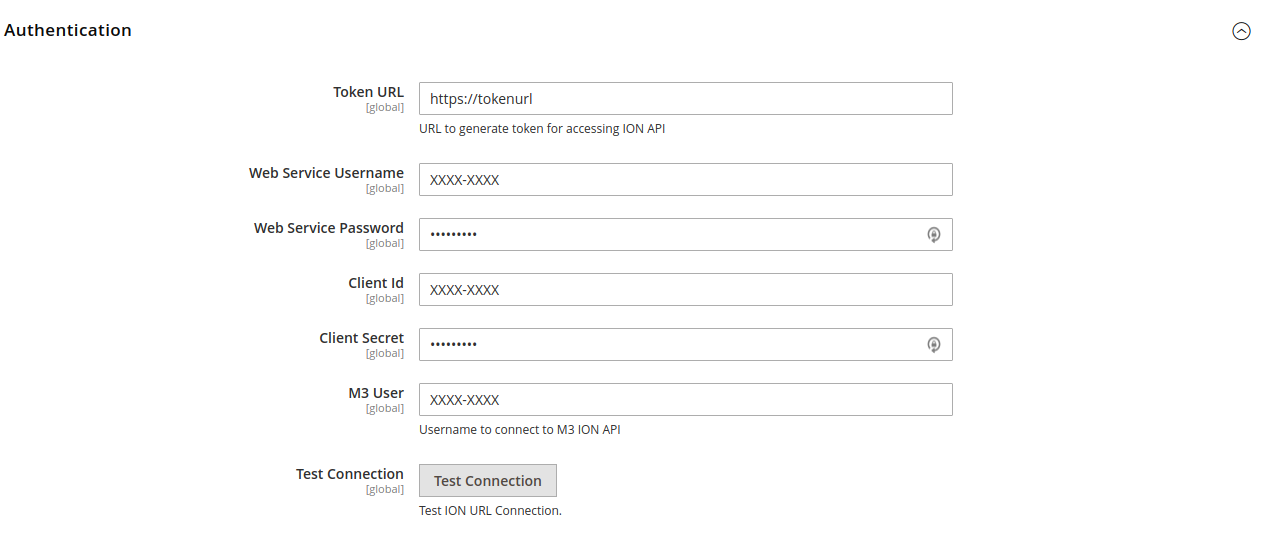 Authentication
Token URL
[global]
https://tokenurl
URL to generate token for accessing ION API
Web Service Username
[global]
XXXX-XXXX
Web Service Password
[global]
•••••••••
Client Id
[global]
XXXX-XXXX
Client Secret
[global]
•••••••••
M3 User
[global]
XXXX-XXXX
Username to connect to M3 ION API
Test Connection
[global]
Test Connection
Test ION URL Connection.